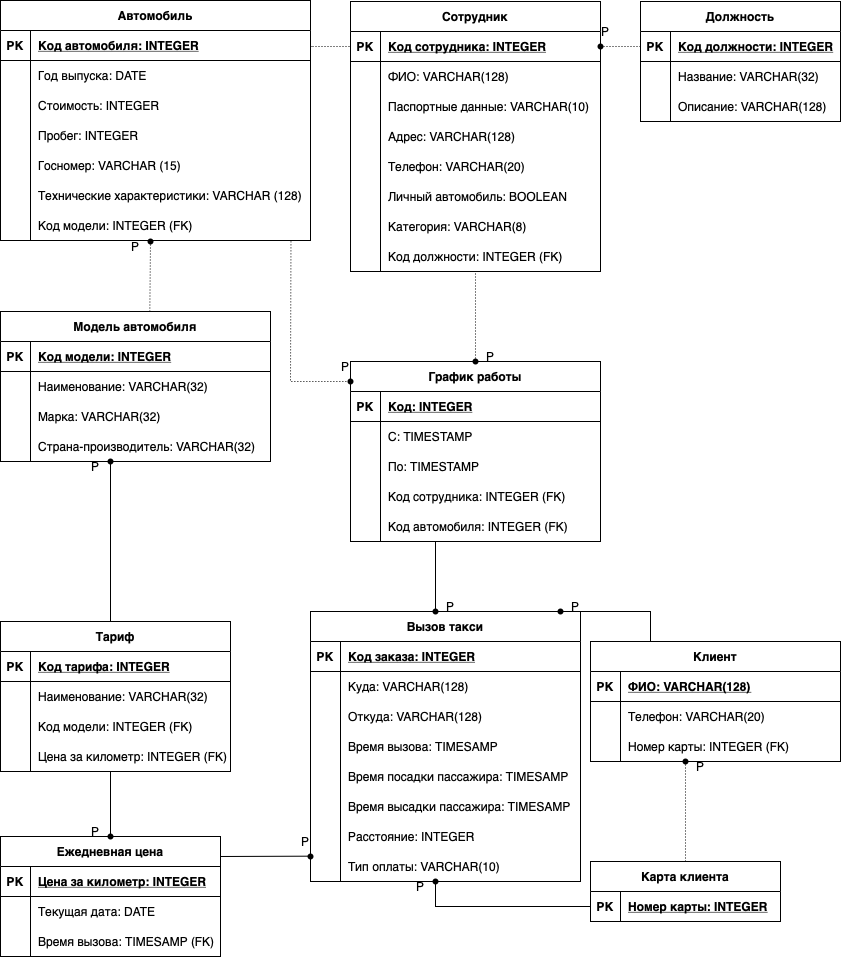 Автомобиль
PK Код автомобиля: INTEGER
Год выпуска: DATE
Стоимость: INTEGER
Пробег: INTEGER
Госномер: VARCHAR (15)
Технические характеристики: VARCHAR (128)
Код модели: INTEGER (FK)
P
Сотрудник
PK Код сотрудника: INTEGER
ФИО: VARCHAR(128)
Паспортные данные: VARCHAR(10)
Адрес: VARCHAR(128)
Телефон: VARCHAR(20)
Личный автомобиль: BOOLEAN
Категория: VARCHAR(8)
Код должности: INTEGER (FK)
P
Должность
PK Код должности: INTEGER
Название: VARCHAR(32)
Описание: VARCHAR(128)
Модель автомобиля
PK Код модели: INTEGER
Наименование: VARCHAR(32)
Марка: VARCHAR(32)
Страна-производитель: VARCHAR(32)
P
P
P
График работы
PK Код: INTEGER
С: TIMESTAMP
По: TIMESTAMP
Код сотрудника: INTEGER (FK)
Код автомобиля: INTEGER (FK)
Тариф
PK Код тарифа: INTEGER
Наименование: VARCHAR(32)
Код модели: INTEGER (FK)
Цена за километр: INTEGER (FK)
P
P
Вызов такси
PK Код заказа: INTEGER
Куда: VARCHAR(128)
Откуда: VARCHAR(128)
Время вызова: TIMESAMP
Время посадки пассажира: TIMESAMP
Время высадки пассажира: TIMESAMP
Расстояние: INTEGER
Тип оплаты: VARCHAR(10)
P
Клиент
PK ФИО: VARCHAR(128)
Телефон: VARCHAR(20)
Номер карты: INTEGER (FK)
P
P
Ежедневная цена
PK Цена за километр: INTEGER
Текущая дата: DATE
Время вызова: TIMESAMP (FK)
P
Карта клиента
PK Номер карты: INTEGER